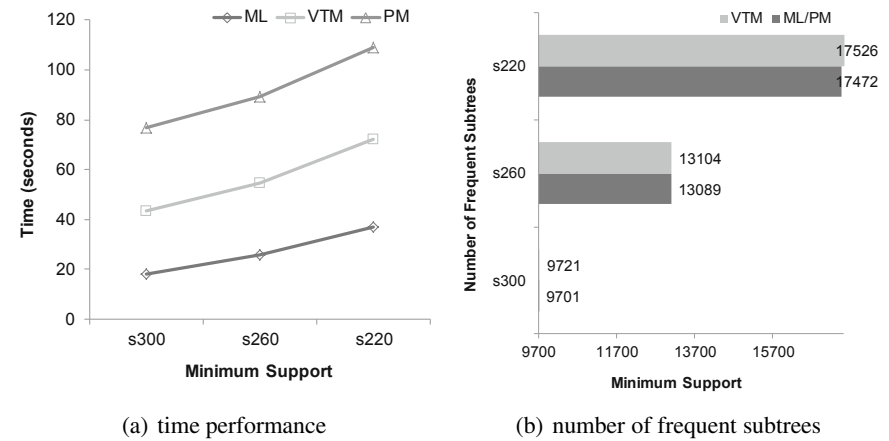 ML VTM PM
120
100
80
60
40
20
0
Time (seconds)
s300 s260 s220
Minimum Support
(a) time performance
VTM ML/PM
Number of Frequent Subtrees
s220
17526
17472
s260
13104
13089
s300
9721
9701
9700 11700 13700 15700
Minimum Support
(b) number of frequent subtrees